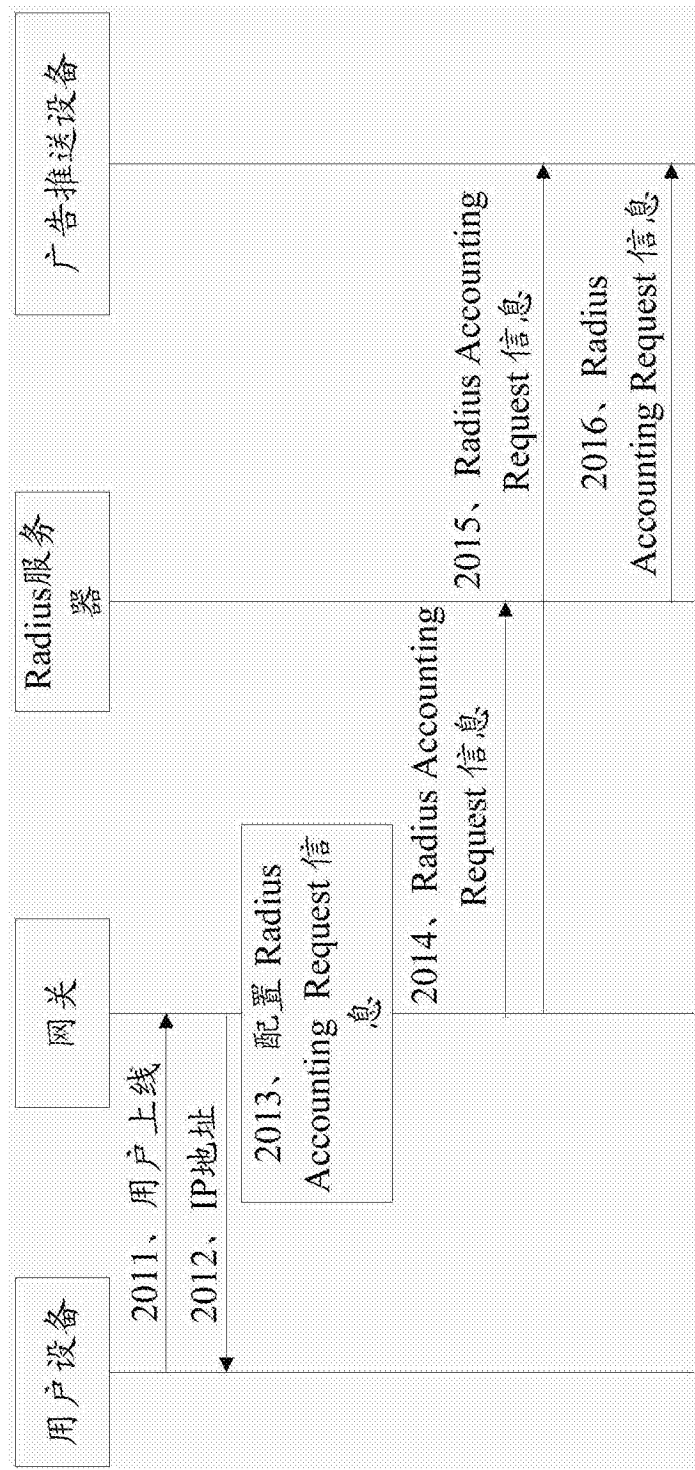 用户设备
网关
Radius服务
器
广告推送设备
2011、用户上线
2012、IP地址
2013、配置 Radius
Accounting Request 信
息
2014、Radius Accounting
Request 信息
2015、Radius Accounting
Request 信息
2016、Radius
Accounting Request 信息